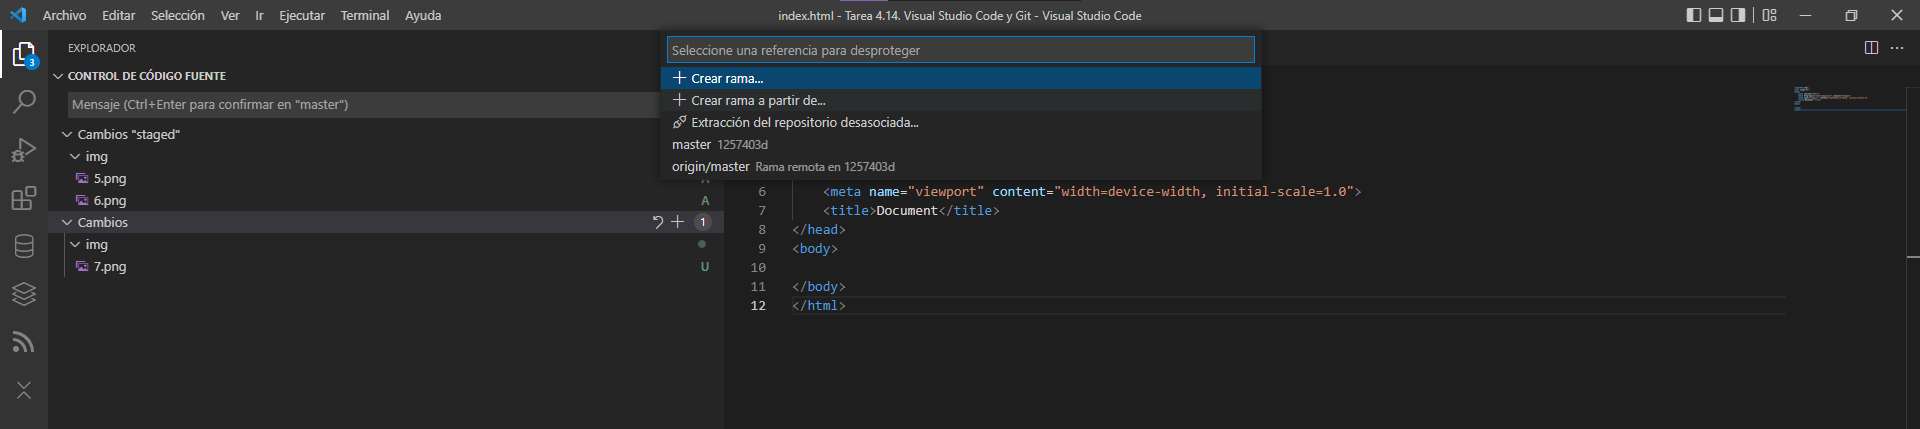 Archivo Editar Selección Ver Ir Ejecutar Terminal Ayuda
index.html - Tarea 4.14. Visual Studio Code y Git - Visual Studio Code
EXPLORADOR
CONTROL DE CÓDIGO FUENTE
Mensaje (Ctrl+Enter para confirmar en "master")
Cambios "staged"
img
5.png
6.png A
Cambios 1
img
7.png U
3
Seleccione una referencia para desproteger
Crear rama...
Crear rama a partir de...
Extracción del repositorio desasociada...
master 1257403d
origin/master Rama remota en 1257403d
6 <meta name="viewport" content="width=device-width, initial-scale=1.0">
7 <title>Document</title>
8 </head>
9 <body>
10
11 </body>
12 </html>